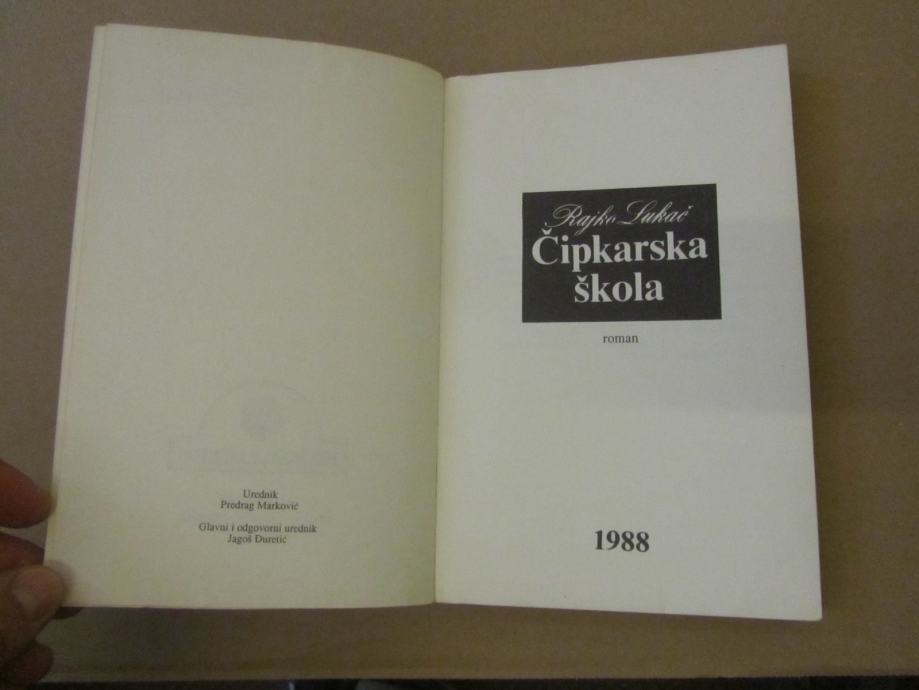 Urednik
Predrag Marković
Glavni i odgovorni urednik
Jagoš Đuretić
Rajko Lukač
Čipkarska
škola
roman
1988